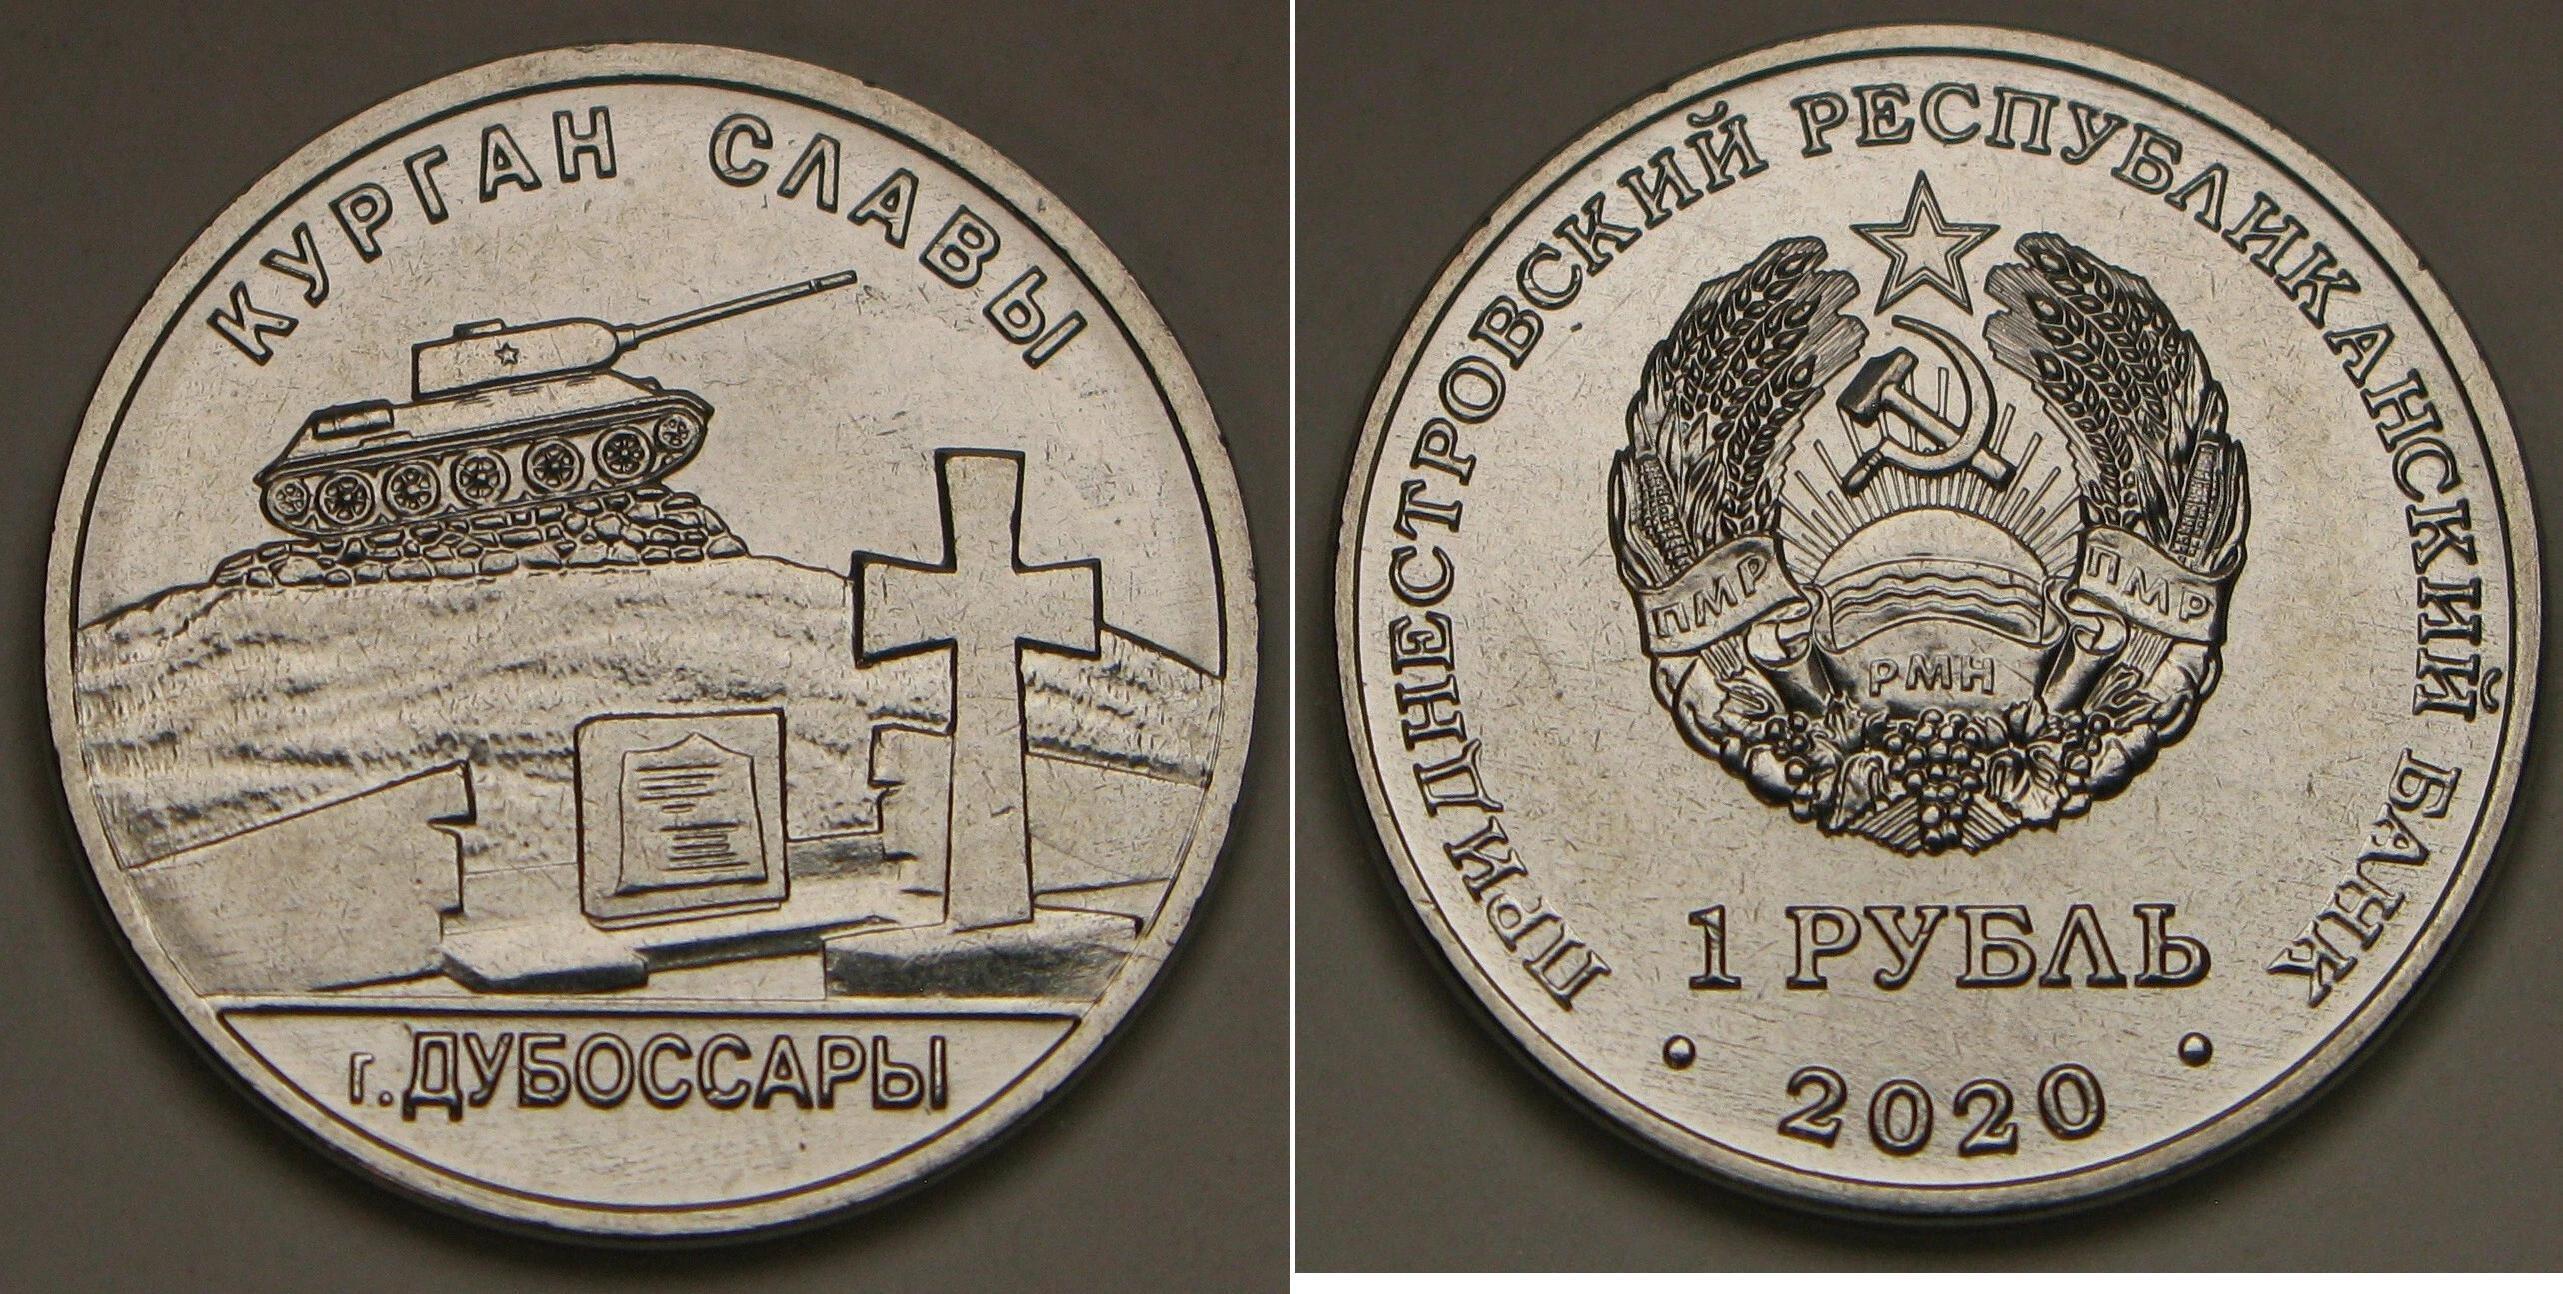 КУРГАН СЛАВЫ
г. ДУБОССАРЫ
ПРИДНЕСТРОВСКИЙ РЕСПУБЛИКАНСКИЙ БАНК
ПМР
ПМР
РМН
1 РУБЛЬ
• 2020 •